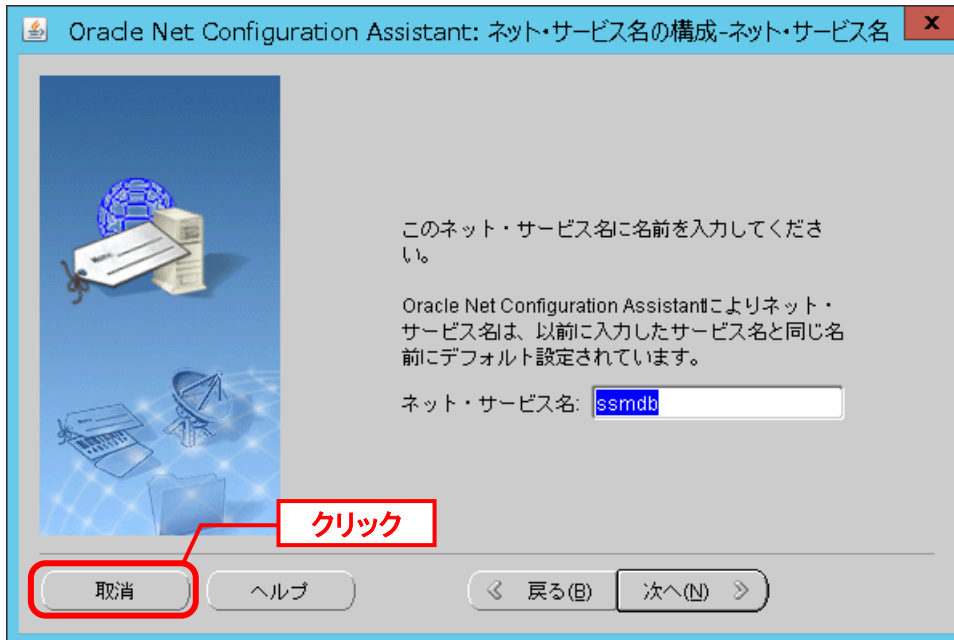 Oracle Net Configuration Assistant: ネット・サービス名の構成-ネット・サービス名
x
このネット・サービス名に名前を入力してくださ
い。
Oracle Net Configuration Assistantによりネット・
サービス名は、以前に入力したサービス名と同じ名
前にデフォルト設定されています。
ネット・サービス名: ssmdb
クリック
取消 ヘルプ 戻る(B) 次へ(N)